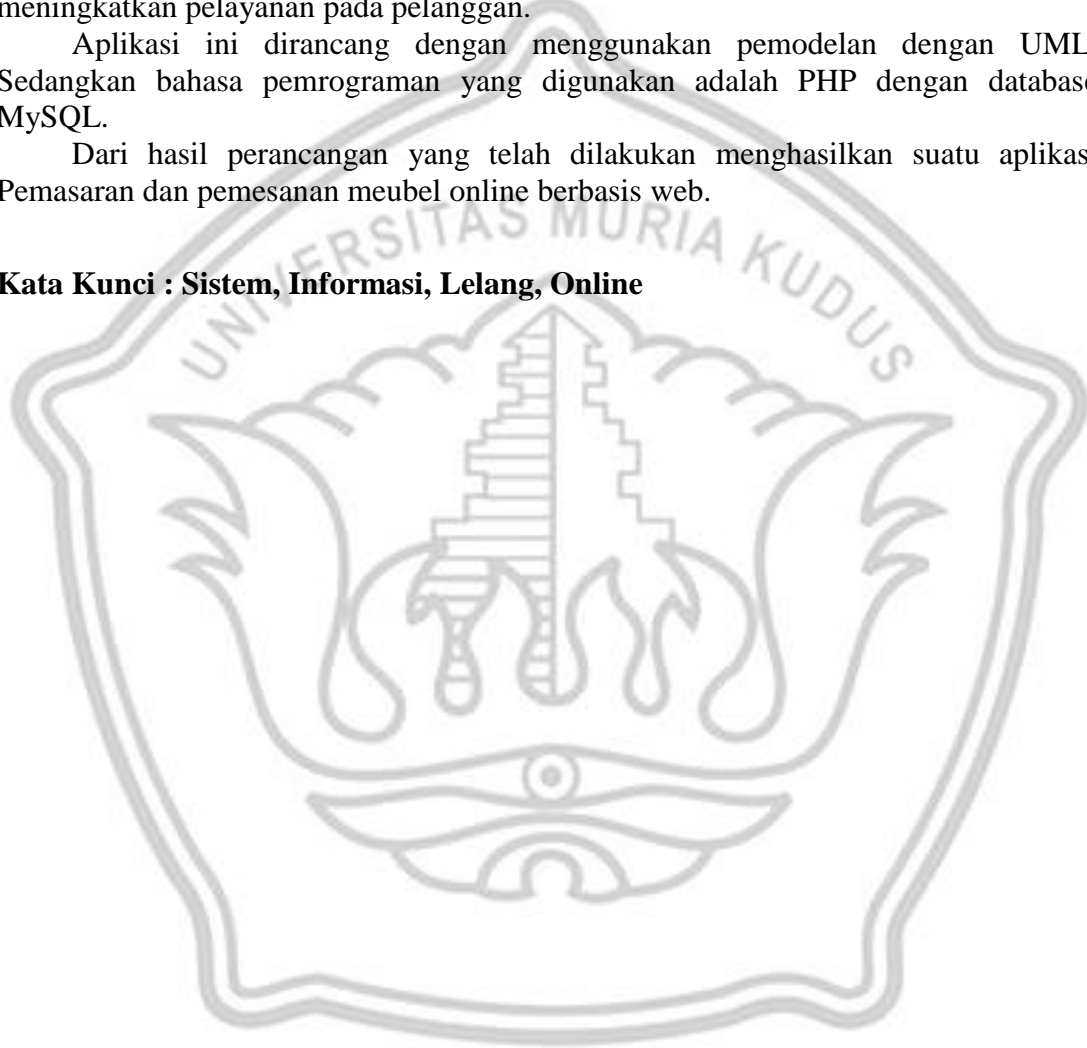 meningkatkan pelayanan pada pelanggan.
Aplikasi ini dirancang dengan menggunakan pemodelan dengan UML
Sedangkan bahasa pemrograman yang digunakan adalah PHP dengan database
MySQL.
Dari hasil perancangan yang telah dilakukan menghasilkan suatu aplikas
Pemasaran dan pemesanan meubel online berbasis web.
UNIVERSITAS MURIA KUDUS
Kata Kunci : Sistem, Informasi, Lelang, Online